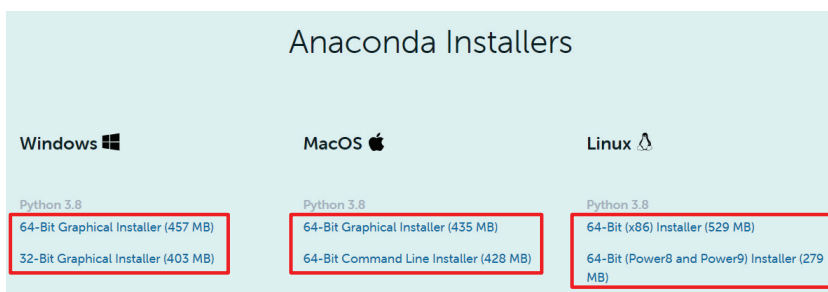 Anaconda Installers
Windows
Python 3.8
64-Bit Graphical Installer (457 MB)
32-Bit Graphical Installer (403 MB)
MacOS
Python 3.8
64-Bit Graphical Installer (435 MB)
64-Bit Command Line Installer (428 MB)
Linux
Python 3.8
64-Bit (x86) Installer (529 MB)
64-Bit (Power8 and Power9) Installer (279
MB)